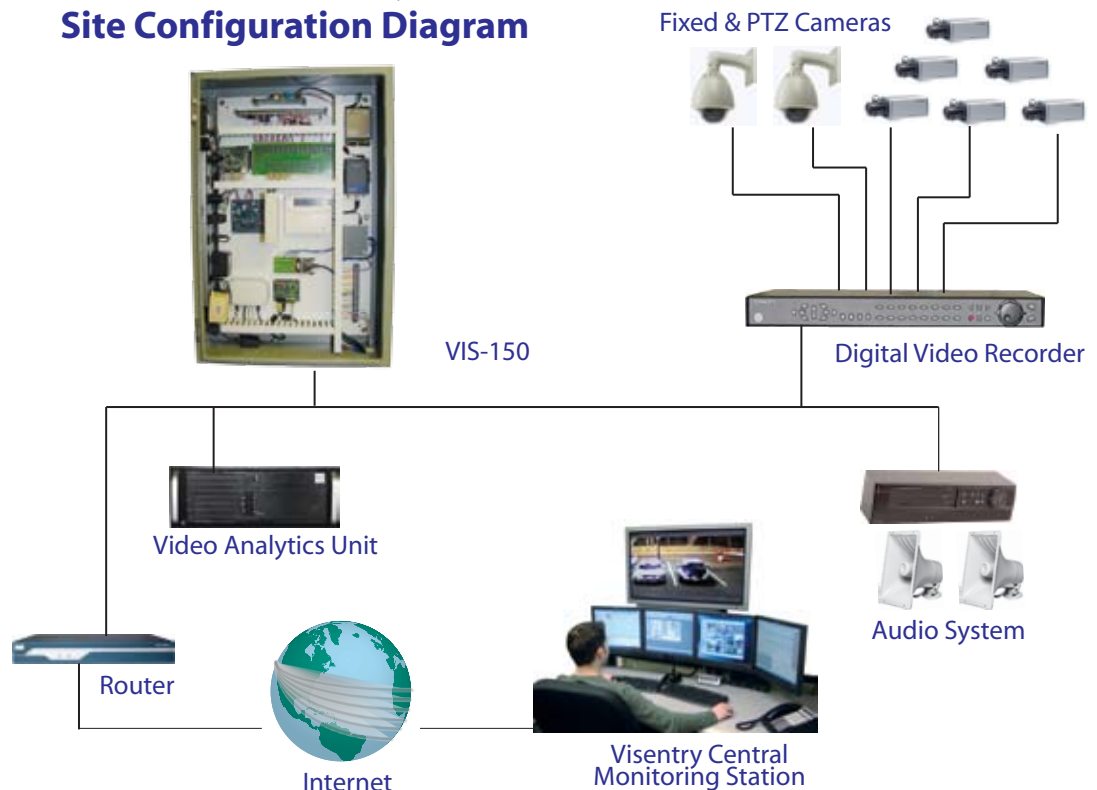 Site Configuration Diagram
Fixed & PTZ Cameras
VIS-150
Digital Video Recorder
Video Analytics Unit
Audio System
Router
Internet
Visentry Central
Monitoring Station